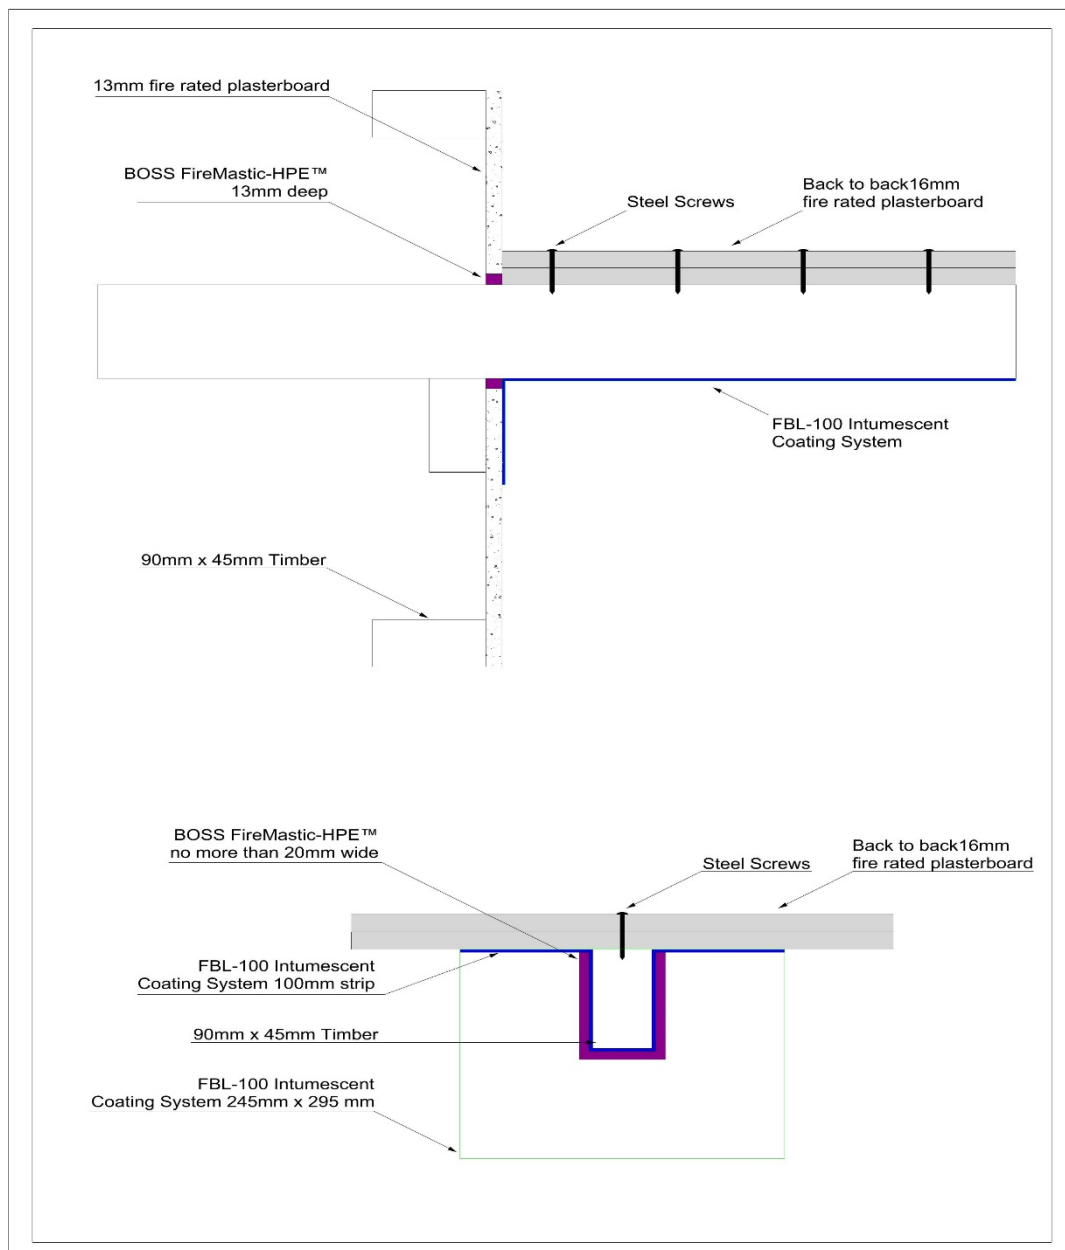 13mm fire rated plasterboard
BOSS FireMastic-HPE™
13mm deep
Steel Screws
Back to back16mm
fire rated plasterboard
FBL-100 Intumescent
Coating System
90mm x 45mm Timber
BOSS FireMastic-HPE™
no more than 20mm wide
Steel Screws
Back to back16mm
fire rated plasterboard
FBL-100 Intumescent
Coating System 100mm strip
90mm x 45mm Timber
FBL-100 Intumescent
Coating System 245mm x 295 mm